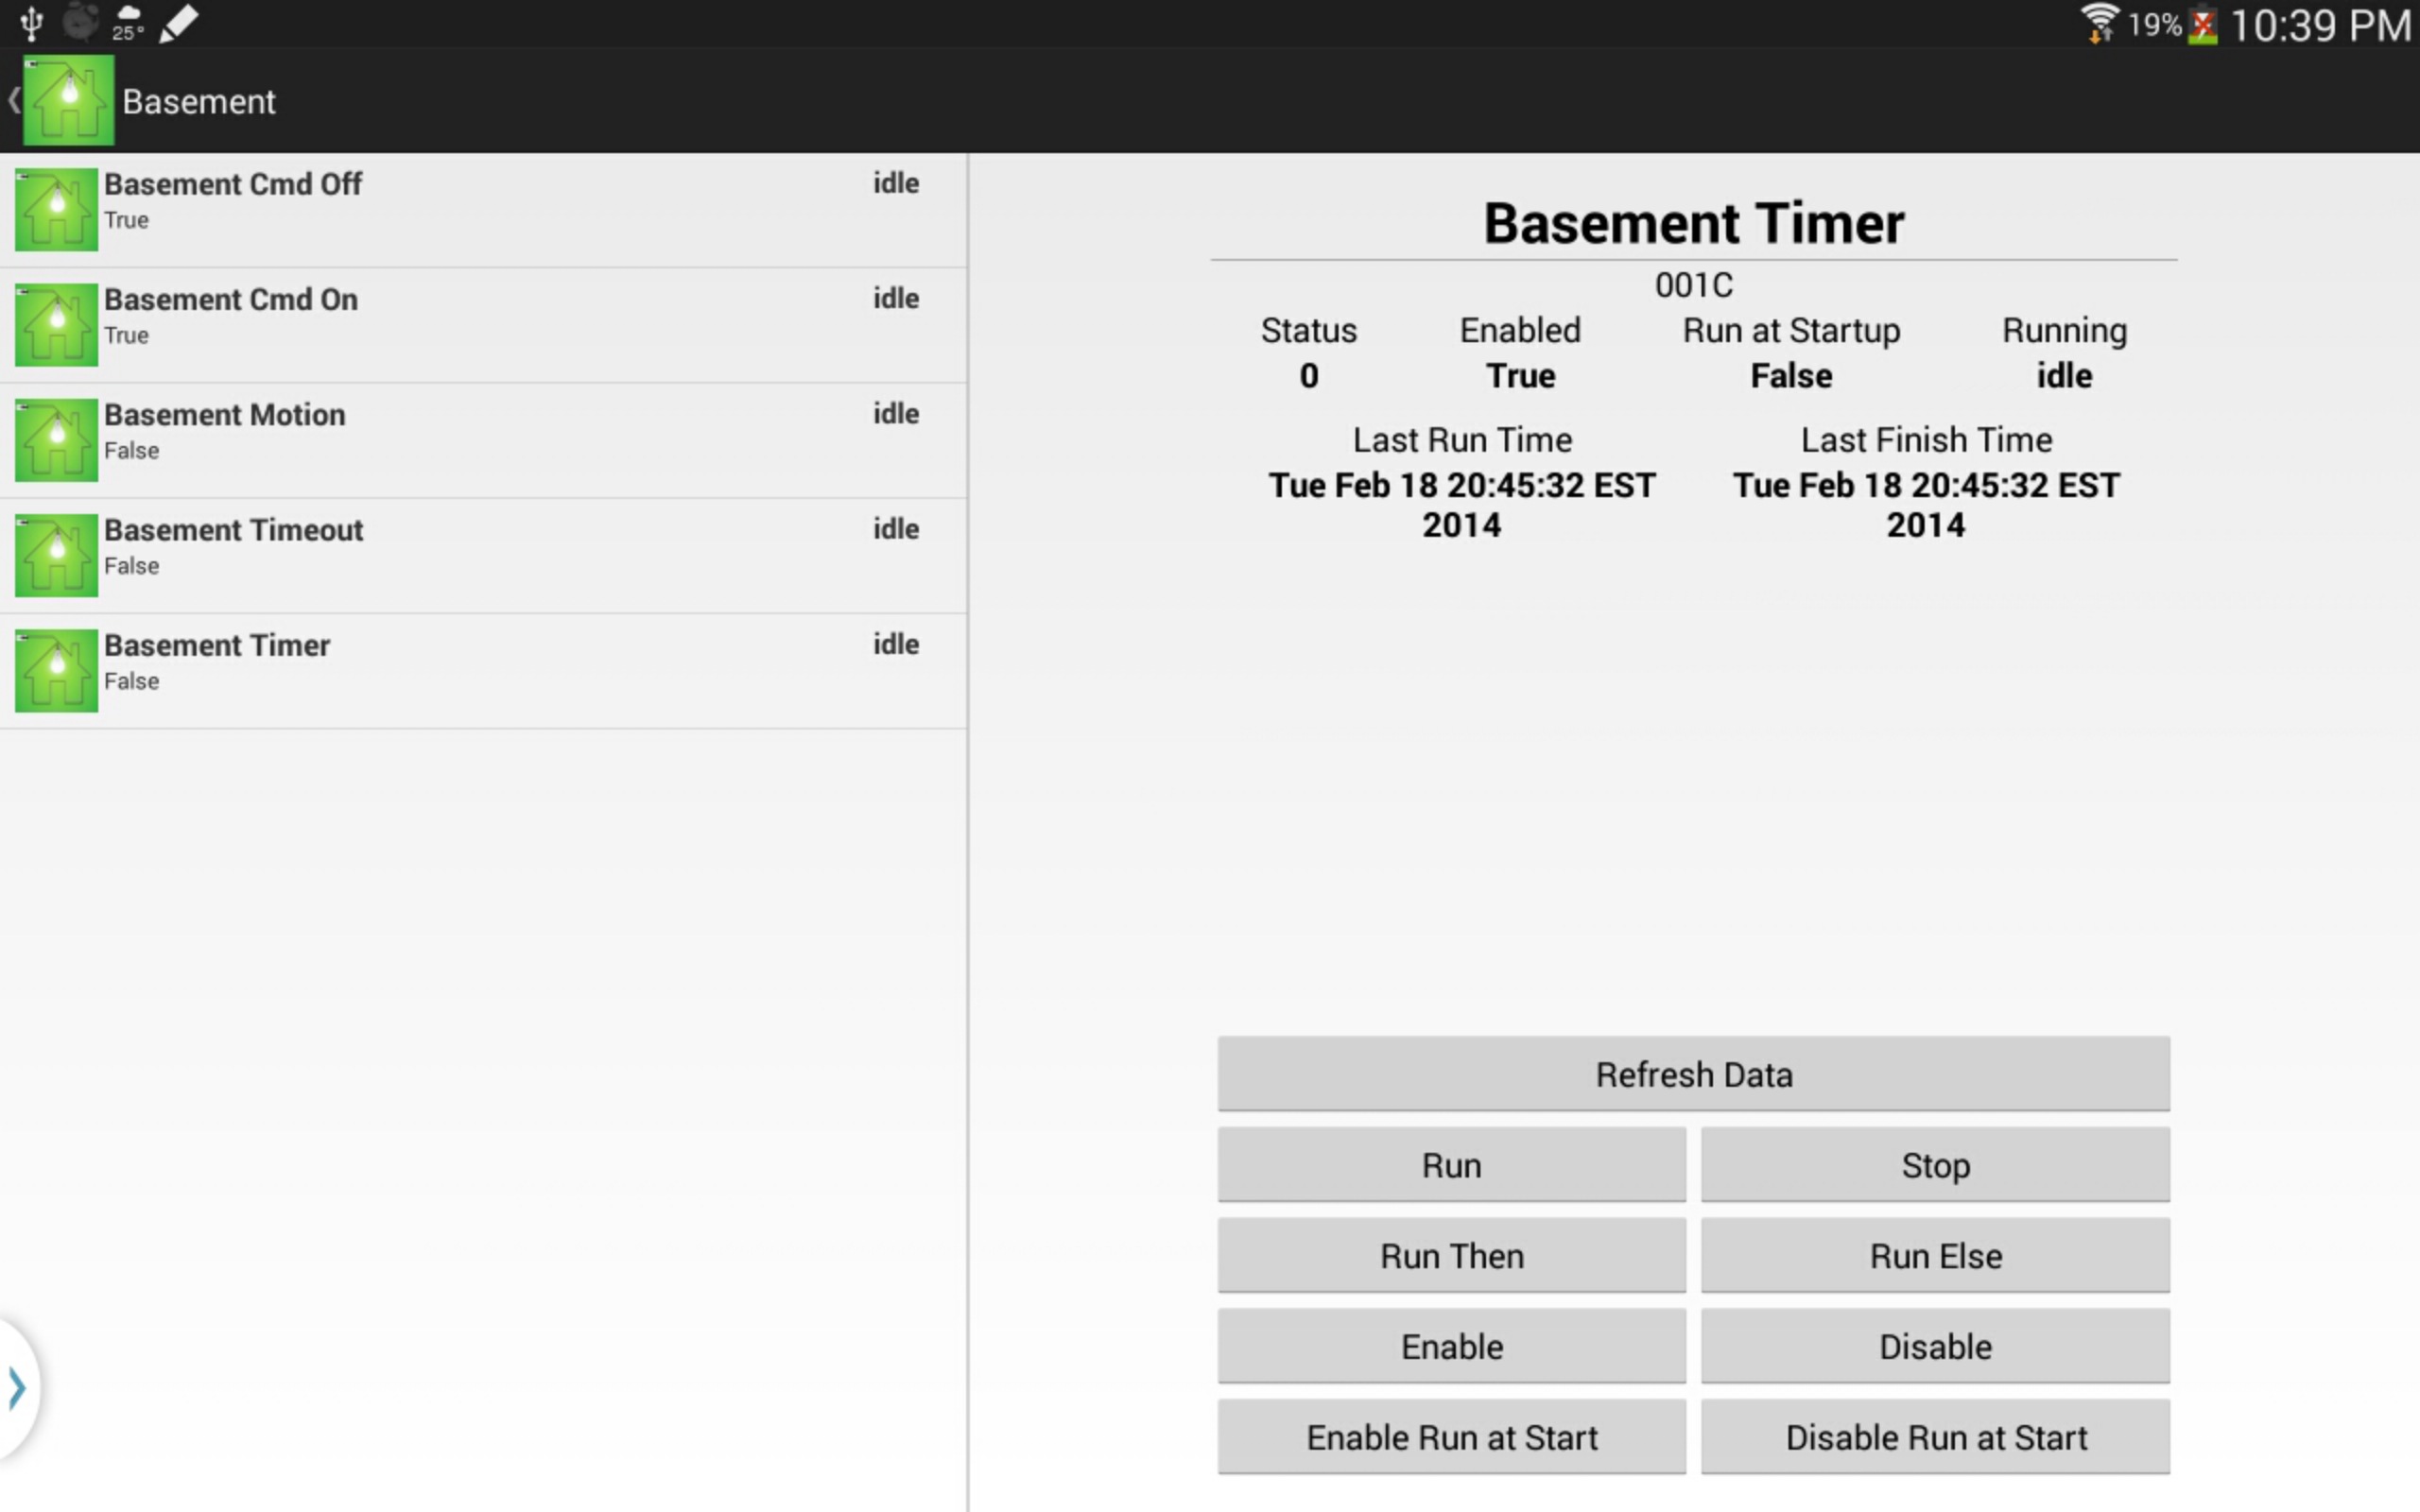 25°
19%
10:39 PM
Basement
Basement Cmd Off
idle
True
Basement Cmd On
idle
True
Basement Motion
idle
False
Basement Timeout
idle
False
Basement Timer
idle
False
Basement Timer
001C
Status Enabled Run at Startup Running
0 True False idle
Last Run Time Last Finish Time
Tue Feb 18 20:45:32 EST Tue Feb 18 20:45:32 EST
2014 2014
Refresh Data
Run Stop
Run Then Run Else
Enable Disable
Enable Run at Start Disable Run at Start